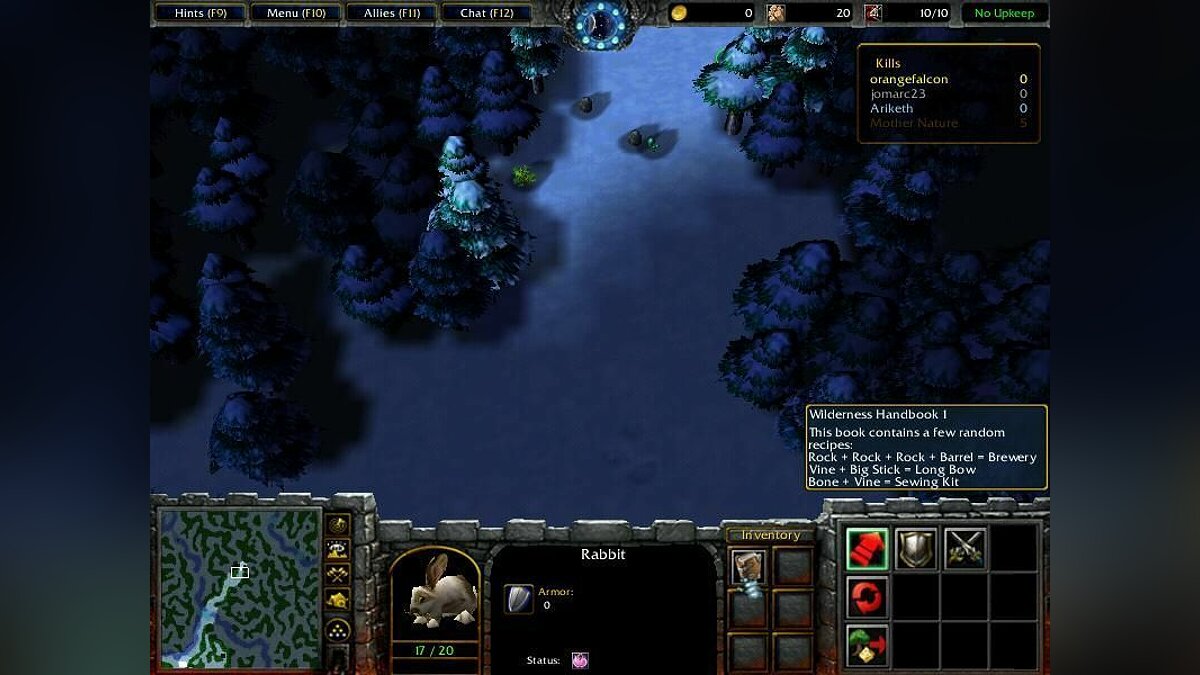 Hints (F9) Menu (F10) Allies (F11) Chat (F12) 0 20 10/10 No Upkeep
Kills
orangefalcon 0
jomarc23 0
Ariketh 0
Mother Nature 5
Wilderness Handbook 1
This book contains a few random
recipes:
Rock + Rock + Rock + Barrel = Brewery
Vine + Big Stick = Long Bow
Bone + Vine = Sewing Kit
Inventory
Rabbit
Armor:
0
17 / 20
Status: